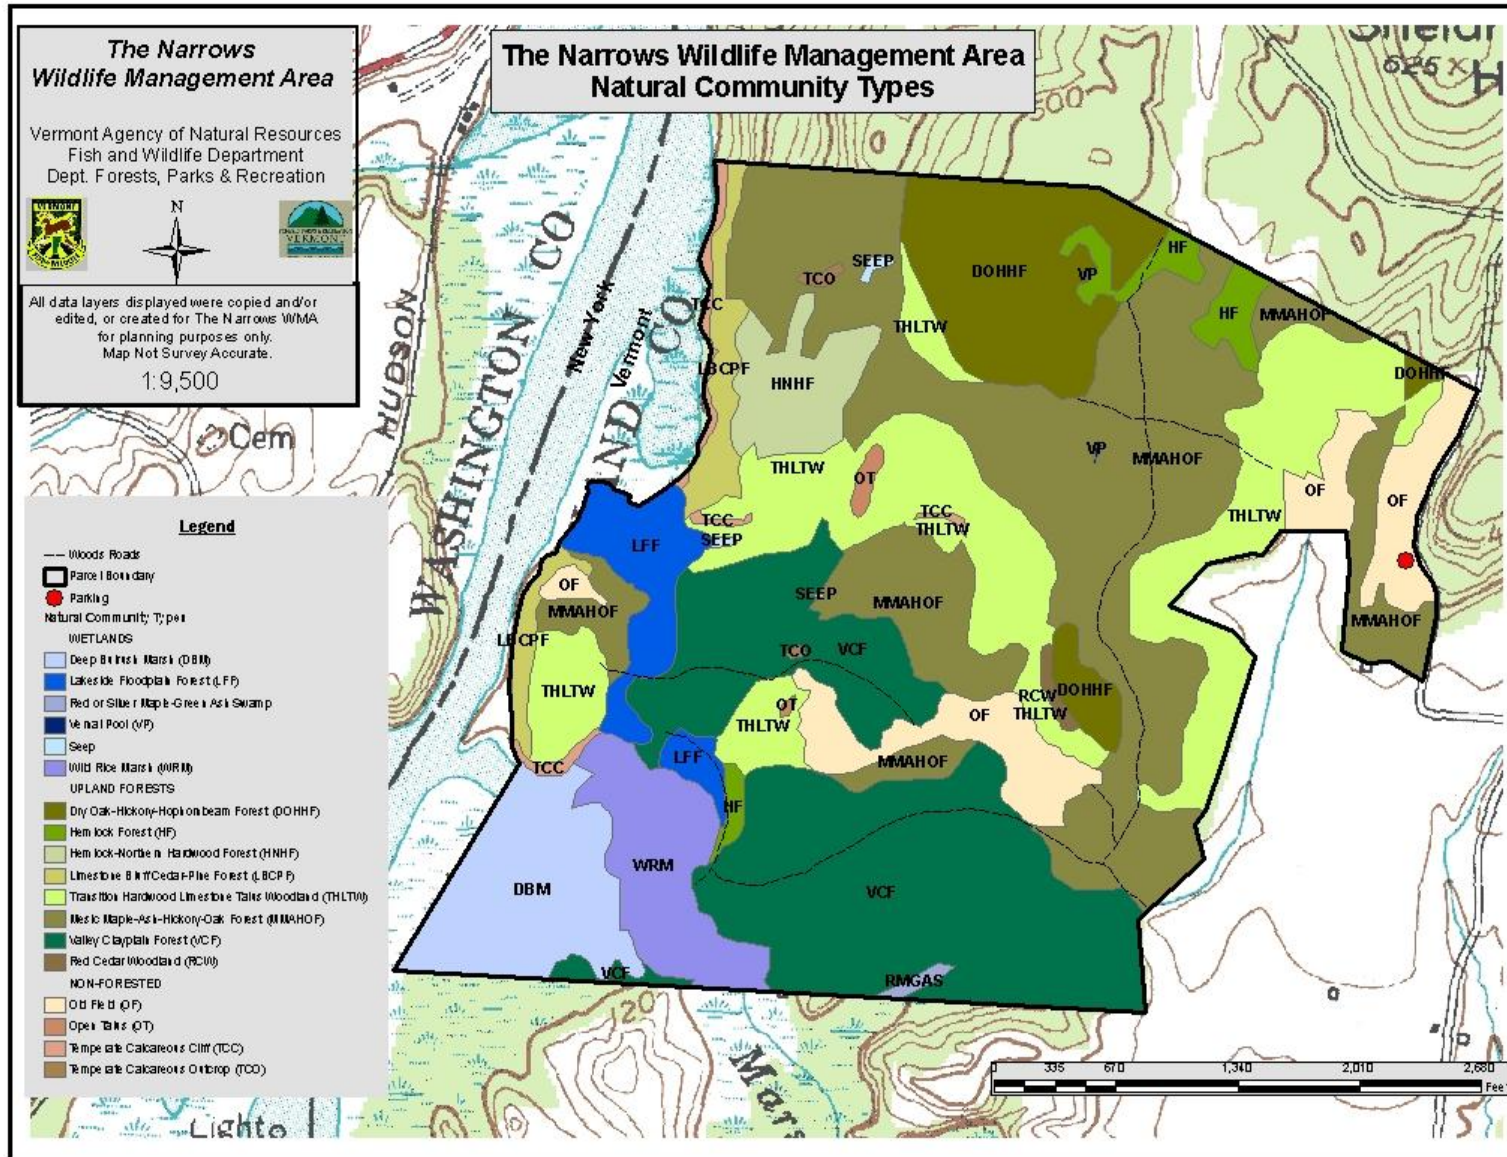 The Narrows
Wildlife Management Area
Vermont Agency of Natural Resources
Fish and Wildlife Department
Dept. Forests, Parks & Recreation
VERMONT
N
VERMONT
All data layers displayed were copied and/or
edited, or created for The Narrows WMA
for planning purposes only.
Map Not Survey Accurate.
1:9,500
The Narrows Wildlife Management Area
Natural Community Types
625
500
HUDSON
WASHINGTON CO
New York
Vermont
CO
Cem
SEEP
TCO
DOHHF
VP
HF
HF
MMAHOF
TCC
THLTW
LBCPF
HNHF
DOHHF
THLTW
OT
VP
MMAHOF
OF
OF
TCC
SEEP
TCC
THLTW
THLTW
LFF
OF
SEEP
MMAHOF
MMAHOF
MMAHOF
LBCPF
TCO
VCF
THLTW
OT
THLTW
OF
RCW
THLTW
DOHHF
TCC
LFF
MMAHOF
HF
WRM
DBM
VCF
VCF
RMGAS
120
Legend
Woods Roads
Parcel Boundary
Parking
Natural Community Types
WETLANDS
Deep Bulrush Marsh (DBM)
Lakeside Floodplain Forest (LFF)
Red or Silver Maple-Green Ash Swamp
Vernal Pool (VP)
Seep
Wild Rice Marsh (WRM)
UPLAND FORESTS
Dry Oak-Hickory-Hophornbeam Forest (DOHHF)
Hemlock Forest (HF)
Hemlock-Northern Hardwood Forest (HNHF)
Limestone Bluff Cedar-Pine Forest (LBCPF)
Transition Hardwood Limestone Talus Woodland (THLTW)
Mesic Maple-Ash-Hickory-Oak Forest (MMAHOF)
Valley Clayplain Forest (VCF)
Red Cedar Woodland (RCW)
NON-FORESTED
Old Field (OF)
Open Talus (OT)
Temperate Calcareous Cliff (TCC)
Temperate Calcareous Outcrop (TCO)
0 335 670 1,340 2,010 2,680
Fee